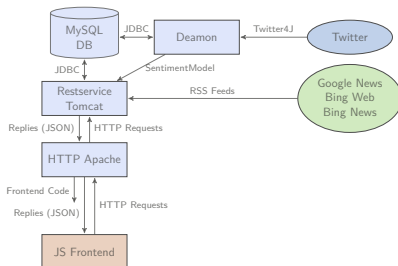 MySQL
DB
JDBC
Deamon
Twitter4J
Twitter
JDBC
SentimentModel
Restservice
Tomcat
RSS Feeds
Google News
Bing Web
Bing News
Replies (JSON)
HTTP Requests
HTTP Apache
Frontend Code
Replies (JSON)
HTTP Requests
JS Frontend